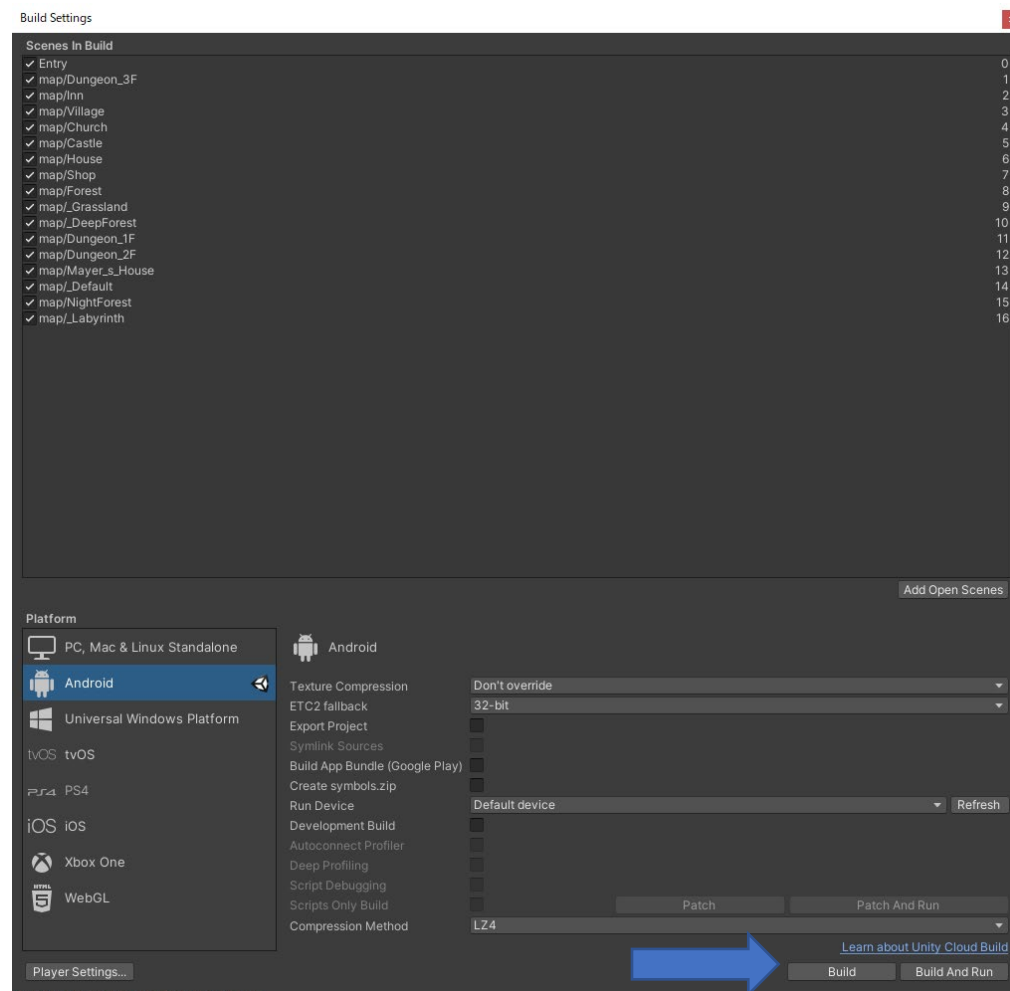 Build Settings
Scenes In Build
Entry 0
map/Dungeon_3F 1
map/Inn 2
map/Village 3
map/Church 4
map/Castle 5
map/House 6
map/Shop 7
map/Forest 8
map/_Grassland 9
map/_DeepForest 10
map/Dungeon_1F 11
map/Dungeon_2F 12
map/Mayer_s_House 13
map/_Default 14
map/NightForest 15
map/_Labyrinth 16
Add Open Scenes
Platform
PC, Mac & Linux Standalone
Android
Universal Windows Platform
tvOS tvOS
PS4 PS4
iOS iOS
Xbox One
HTML 5 WebGL
Android
Texture Compression Don't override
ETC2 fallback 32-bit
Export Project
Symlink Sources
Build App Bundle (Google Play)
Create symbols.zip
Run Device Default device Refresh
Development Build
Autoconnect Profiler
Deep Profiling
Script Debugging
Scripts Only Build Patch Patch And Run
Compression Method LZ4
Learn about Unity Cloud Build
Player Settings... Build Build And Run